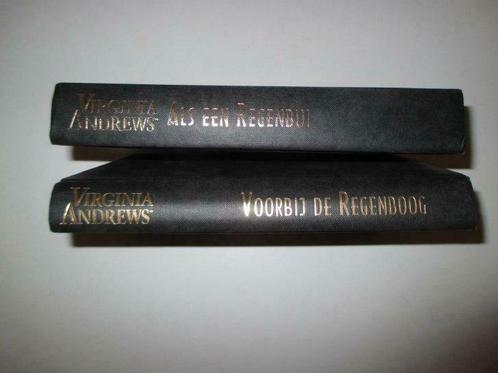 VIRGINIA
ANDREWS
ALS EEN REGENBUI
VIRGINIA
ANDREWS
VOORBIJ DE REGENBOOG